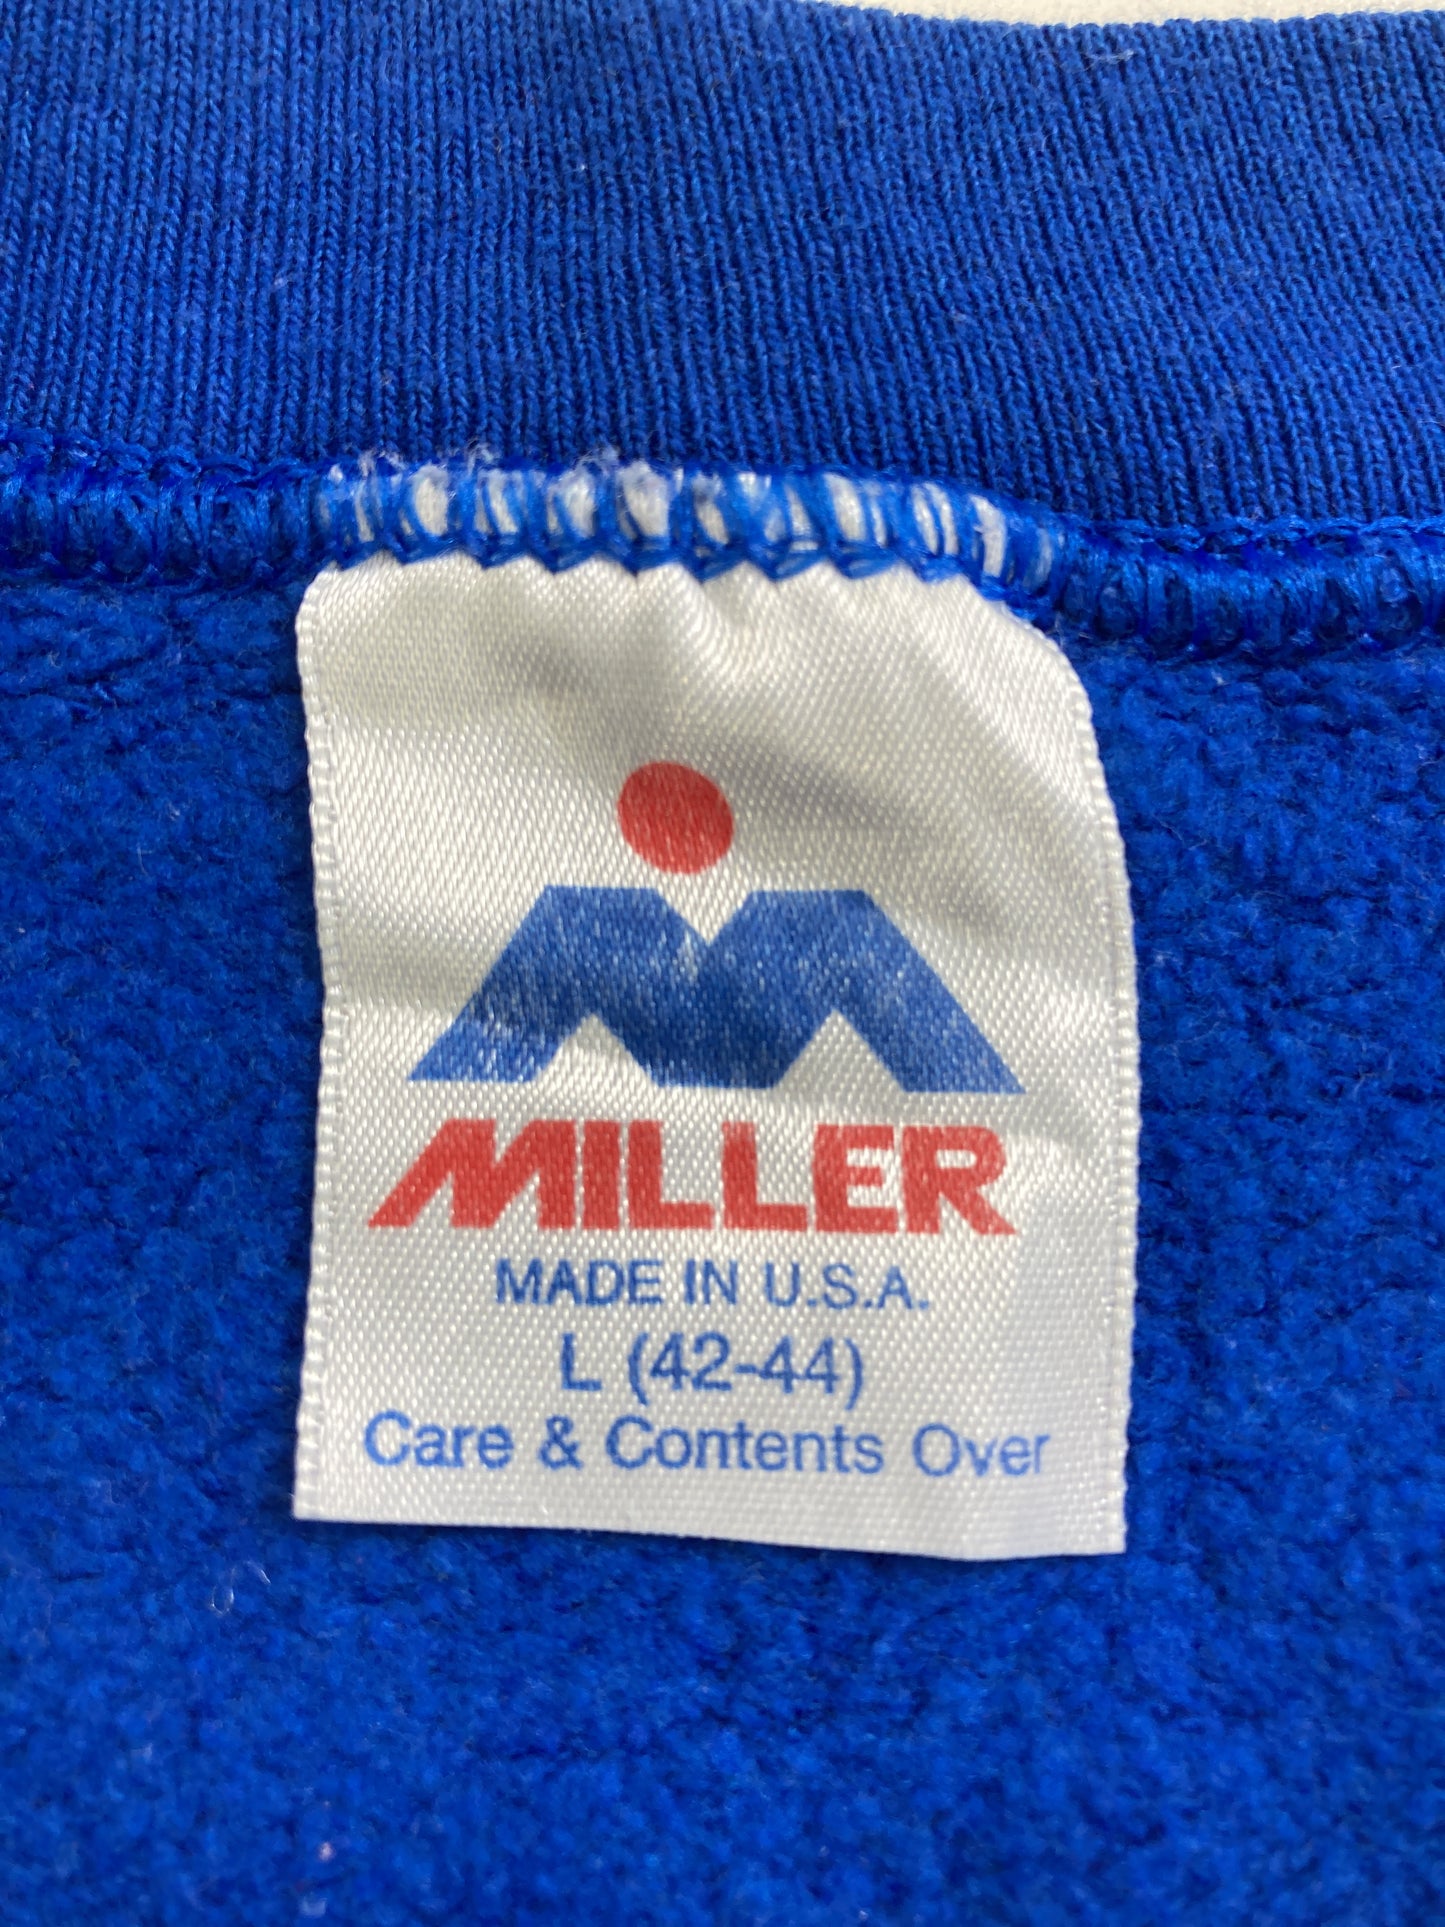 MILLER
MADE IN U.S.A.
L (42-44)
Care & Contents Over